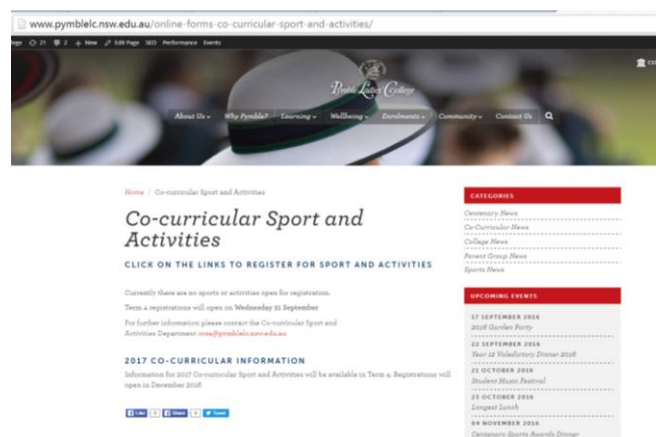 www.pymblelc.nsw.edu.au/online-forms-co-curricular-sport-and-activities/
21 2 + New Edit Page SEO Performance Events
Pymble Ladies' College
About Us Why Pymble? Learning Wellbeing Enrolments Community Contact Us
Home / Co-curricular Sport and Activities
Co-curricular Sport and
Activities
CLICK ON THE LINKS TO REGISTER FOR SPORT AND ACTIVITIES
Currently there are no sports or activities open for registration.
Term 4 registrations will open on Wednesday 21 September
For further information please contact the Co-curricular Sport and
Activities Department @pymblelc.nsw.edu.au
2017 CO-CURRICULAR INFORMATION
Information for 2017 Co-curricular Sport and Activities will be available in Term 4. Registrations will
open in December 2016
Like 0 Share 0 Tweet
CATEGORIES
Centenary News
Co-Curricular News
College News
Parent Group News
Sports News
UPCOMING EVENTS
17 SEPTEMBER 2016
2016 Garden Party
22 SEPTEMBER 2016
Year 12 Valedictory Dinner 2016
21 OCTOBER 2016
Student Music Festival
23 OCTOBER 2016
Longest Lunch
04 NOVEMBER 2016
Centenary Sports Awards Dinner